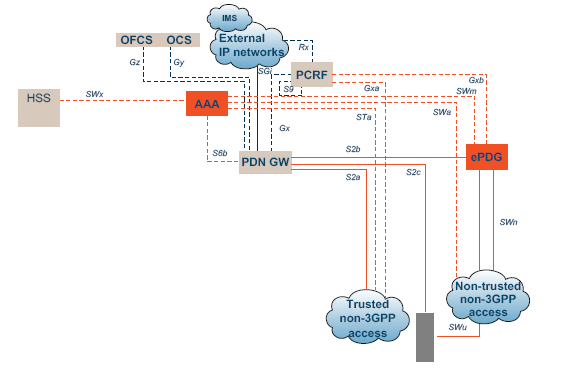 IMS
OFCS OCS
External
IP networks
Rx
Gz
Gy
SGi
PCRF
S9
Gxa
Gxb
HSS
SWx
AAA
SWm
SWa
STa
Gx
S6b
PDN GW
S2b
ePDG
S2a
S2c
SWn
Trusted
non-3GPP
access
Non-trusted
non-3GPP
access
SWu